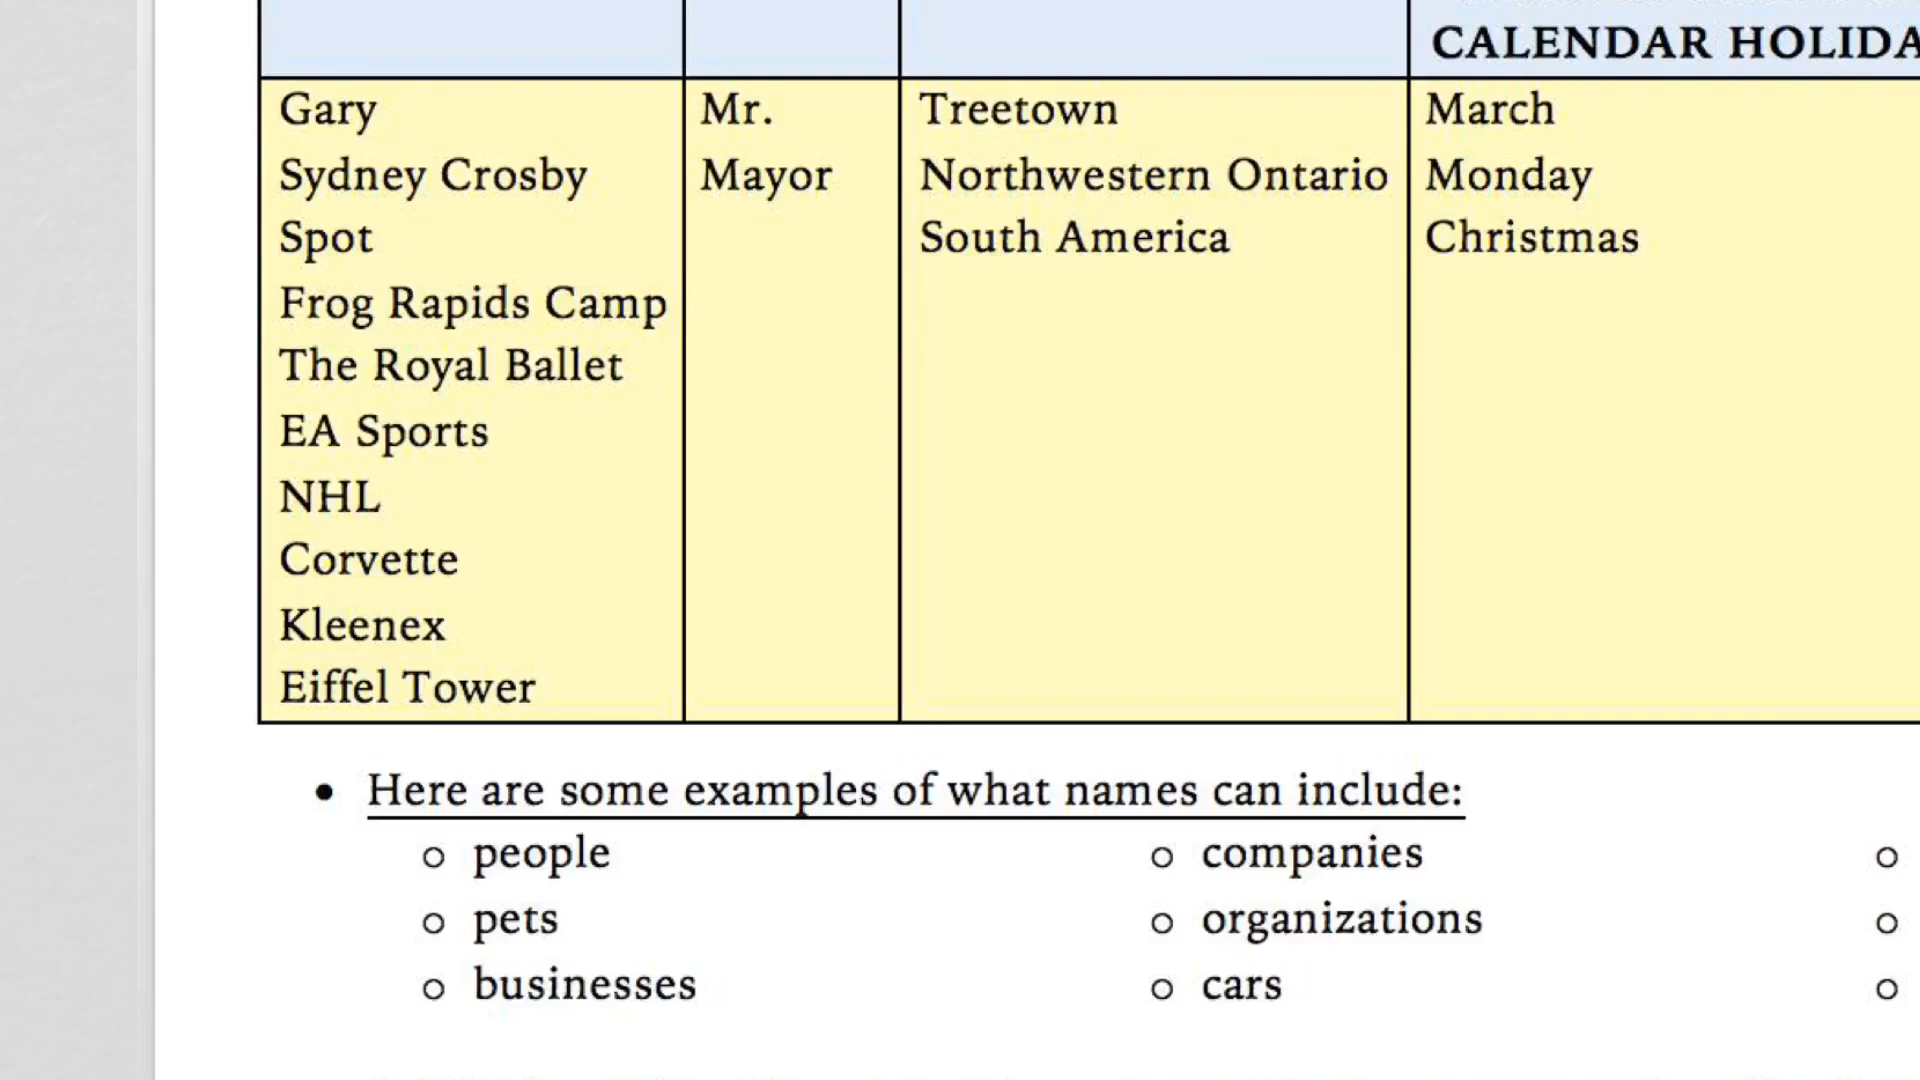 CALENDAR HOLIDA
Gary
Sydney Crosby
Spot
Frog Rapids Camp
The Royal Ballet
EA Sports
NHL
Corvette
Kleenex
Eiffel Tower
Mr.
Mayor
Treetown
Northwestern Ontario
South America
March
Monday
Christmas
• Here are some examples of what names can include:
o people
o pets
o businesses
o companies
o organizations
o cars
o
o
o